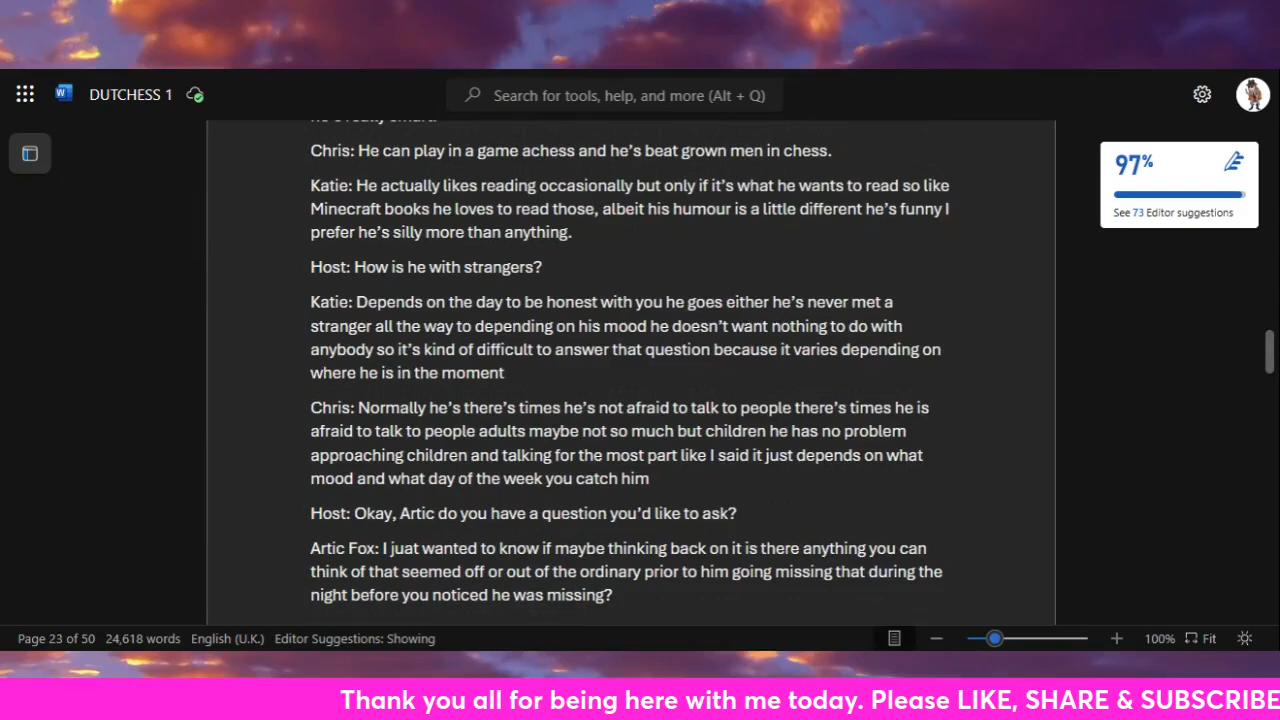 DUTCHESS 1
Search for tools, help, and more (Alt + Q)
Chris: He can play in a game achess and he's beat grown men in chess.
Katie: He actually likes reading occasionally but only if it's what he wants to read so like
Minecraft books he loves to read those, albeit his humour is a little different he's funny I
prefer he's silly more than anything.
Host: How is he with strangers?
Katie: Depends on the day to be honest with you he goes either he's never met a
stranger all the way to depending on his mood he doesn't want nothing to do with
anybody so it's kind of difficult to answer that question because it varies depending on
where he is in the moment
Chris: Normally he's there's times he's not afraid to talk to people there's times he is
afraid to talk to people adults maybe not so much but children he has no problem
approaching children and talking for the most part like I said it just depends on what
mood and what day of the week you catch him
Host: Okay, Artic do you have a question you'd like to ask?
Artic Fox: I juat wanted to know if maybe thinking back on it is there anything you can
think of that seemed off or out of the ordinary prior to him going missing that during the
night before you noticed he was missing?
97%
See 73 Editor suggestions
Page 23 of 50 24,618 words English (U.K.) Editor Suggestions: Showing
100% Fit
Thank you all for being here with me today. Please LIKE, SHARE & SUBSCRIBE